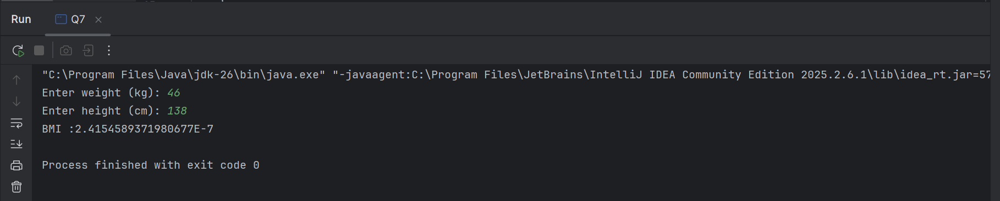 Run Q7
"C:\Program Files\Java\jdk-26\bin\java.exe" "-javaagent:C:\Program Files\JetBrains\IntelliJ IDEA Community Edition 2025.2.6.1\lib\idea_rt.jar=57
Enter weight (kg): 46
Enter height (cm): 138
BMI :2.4154589371980677E-7
Process finished with exit code 0